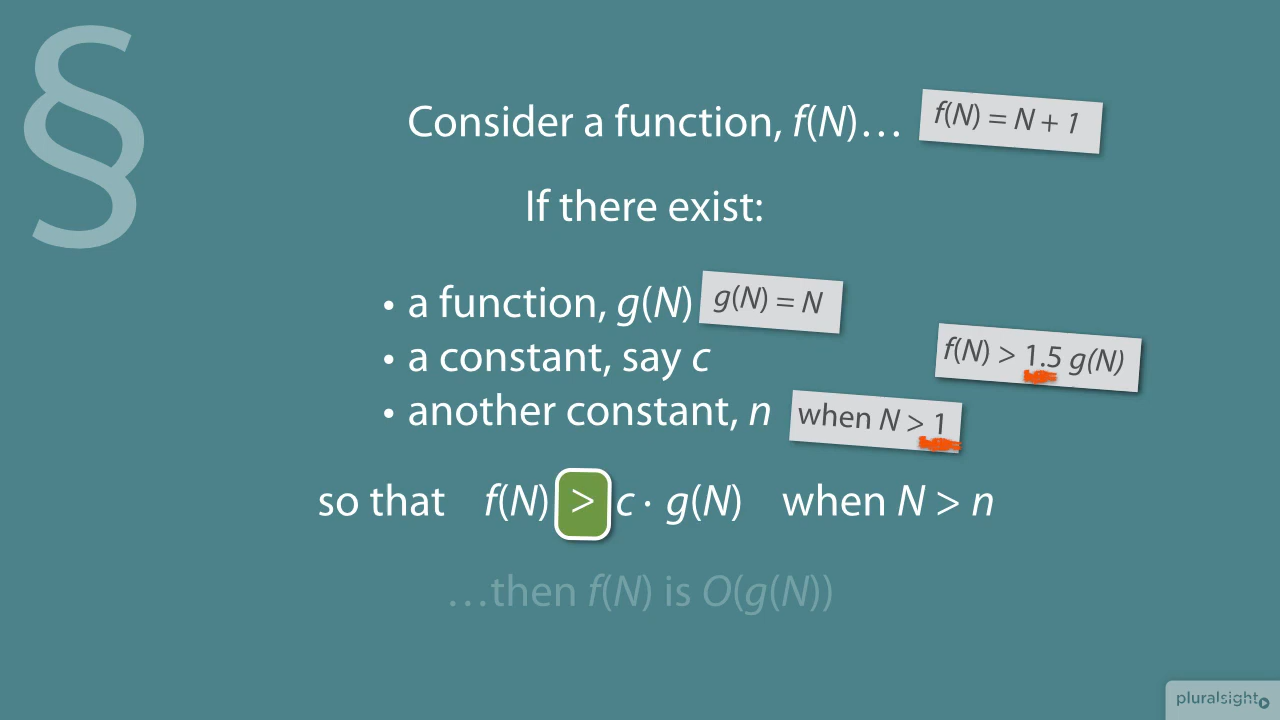 §
Consider a function, f(N)… f(N) = N + 1
If there exist:
• a function, g(N) g(N) = N
• a constant, say c f(N) > 1.5 g(N)
• another constant, n when N > 1
so that f(N) > c · g(N) when N > n
…then f(N) is O(g(N))
pluralsight